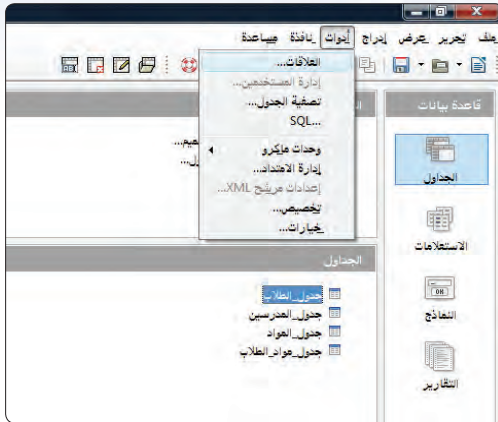 ملف تحرير عرض إدراج أدوات نافذة مساعدة
العلاقات...
إدارة المستخدمين...
تصفية الجدول...
SQL...
وحدات ماكرو
إدارة الامتداد...
إعدادات مرشح XML...
تخصيص...
خيارات...
قاعدة بيانات
الجداول
الاستعلامات
النماذج
التقارير
الجداول
جدول_الطلاب
جدول_المدرسين
جدول_المواد
جدول_مواد_الطلاب